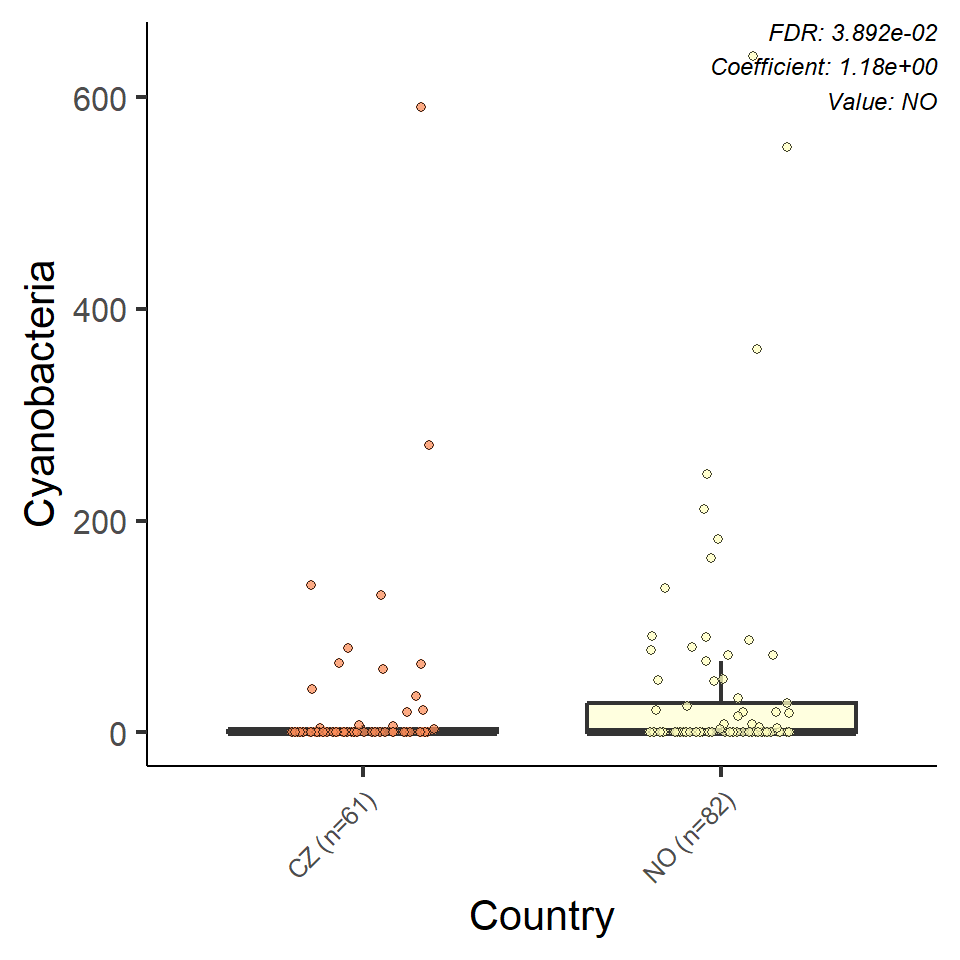 FDR: 3.892e-02
Coefficient: 1.18e+00
Value: NO
600
400
200
0
Cyanobacteria
CZ (n=61)
NO (n=82)
Country